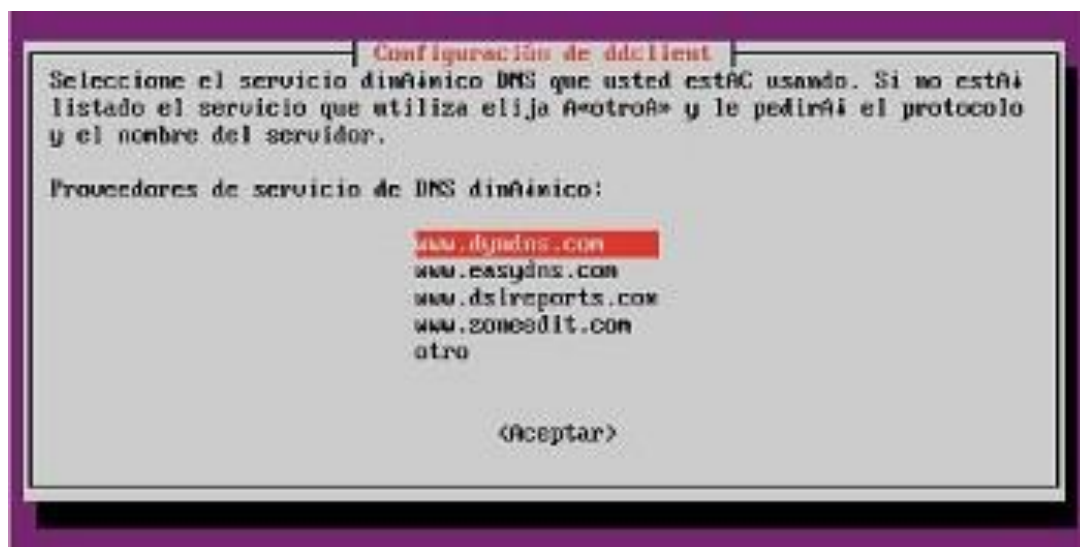 Configuración de ddclient
Seleccione el servicio dinÃ¡mico DNS que usted estÃ¡ usando. Si no estÃ¡
listado el servicio que utiliza elija Â«otroÂ» y le pedirÃ¡ el protocolo
y el nombre del servidor.
Proveedores de servicio de DNS dinÃ¡mico:
www.dyndns.com
www.easydns.com
www.dslreports.com
www.zoneedit.com
otro
<Aceptar>